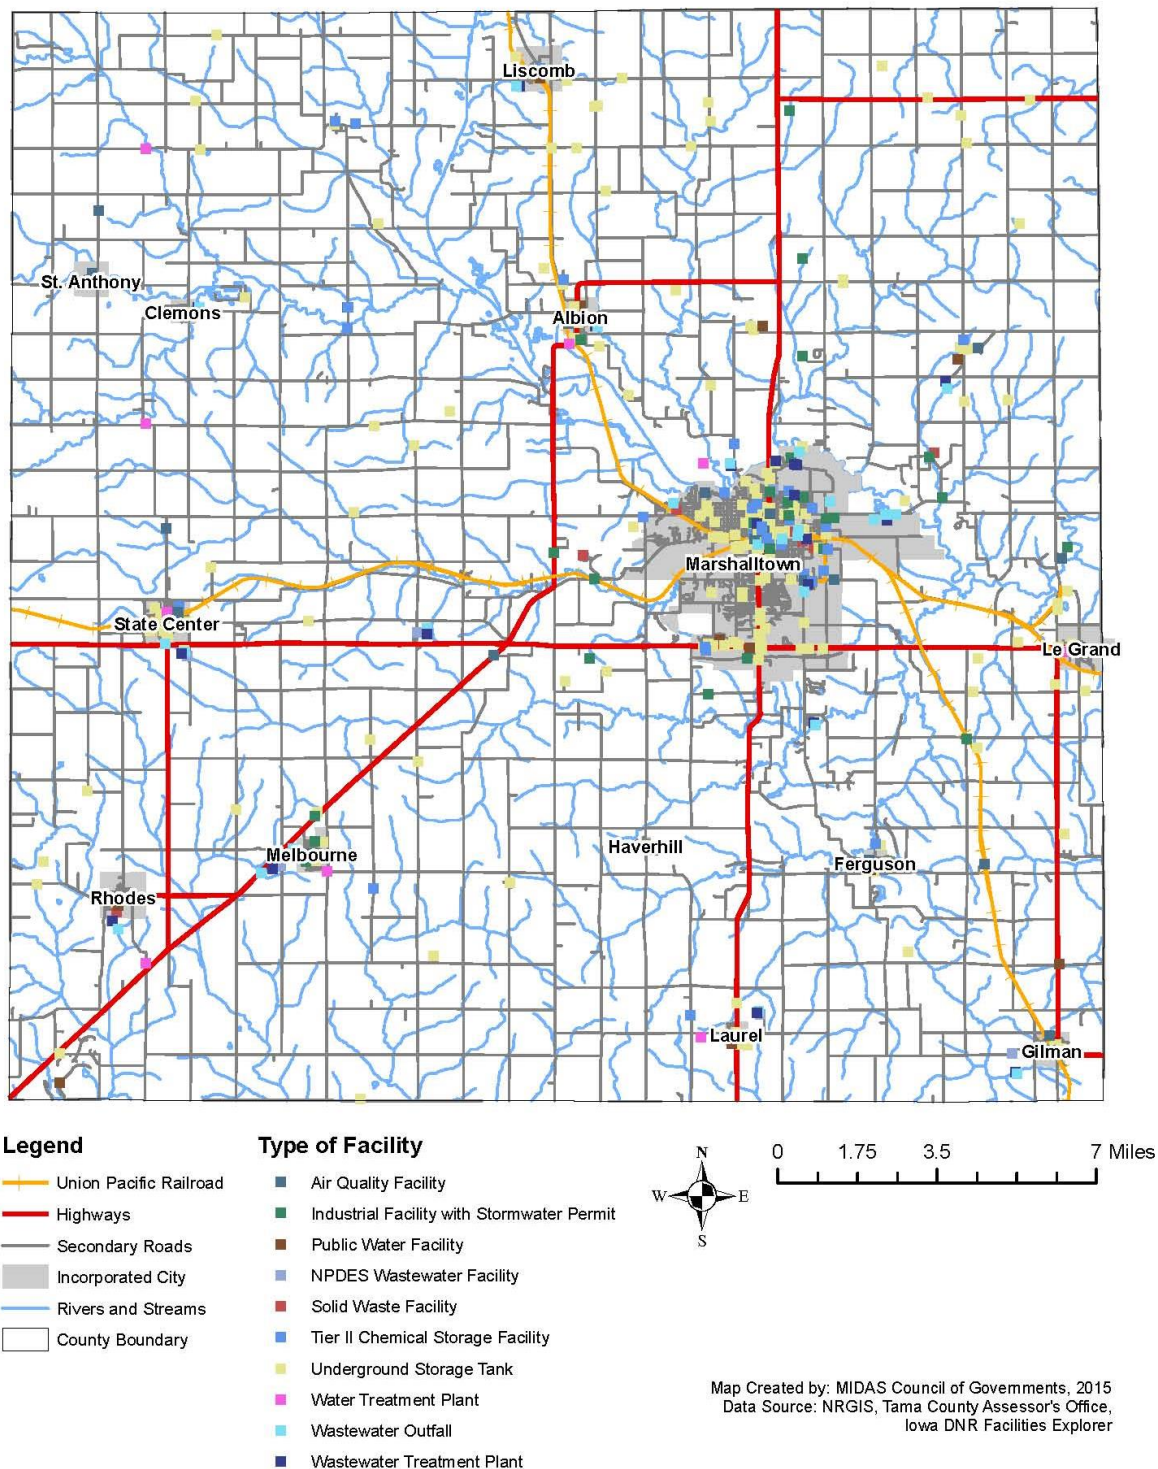 Liscomb
St. Anthony
Clemons
Albion
Marshalltown
State Center
Le Grand
Haverhill
Melbourne
Ferguson
Rhodes
Laurel
Gilman
Legend
Union Pacific Railroad
Highways
Secondary Roads
Incorporated City
Rivers and Streams
County Boundary
Type of Facility
Air Quality Facility
Industrial Facility with Stormwater Permit
Public Water Facility
NPDES Wastewater Facility
Solid Waste Facility
Tier II Chemical Storage Facility
Underground Storage Tank
Water Treatment Plant
Wastewater Outfall
Wastewater Treatment Plant
N
W E
S
0 1.75 3.5 7 Miles
Map Created by: MIDAS Council of Governments, 2015
Data Source: NRGIS, Tama County Assessor's Office,
Iowa DNR Facilities Explorer